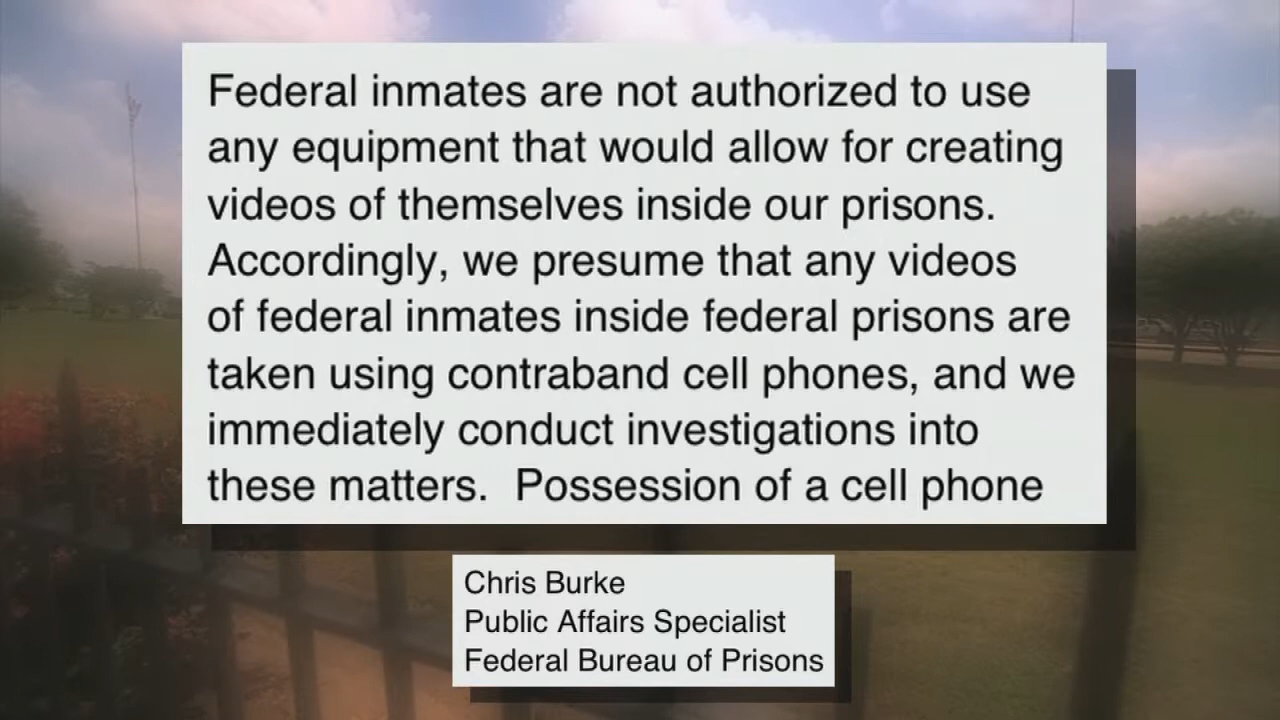 Federal inmates are not authorized to use
any equipment that would allow for creating
videos of themselves inside our prisons.
Accordingly, we presume that any videos
of federal inmates inside federal prisons are
taken using contraband cell phones, and we
immediately conduct investigations into
these matters.  Possession of a cell phone
Chris Burke
Public Affairs Specialist
Federal Bureau of Prisons